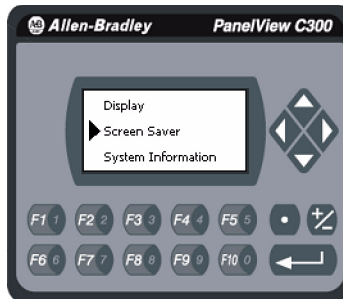 AB Allen-Bradley PanelView C300
Display
Screen Saver
System Information
F1 1 F2 2 F3 3 F4 4 F5 5 • +/-
F6 6 F7 7 F8 8 F9 9 F10 0